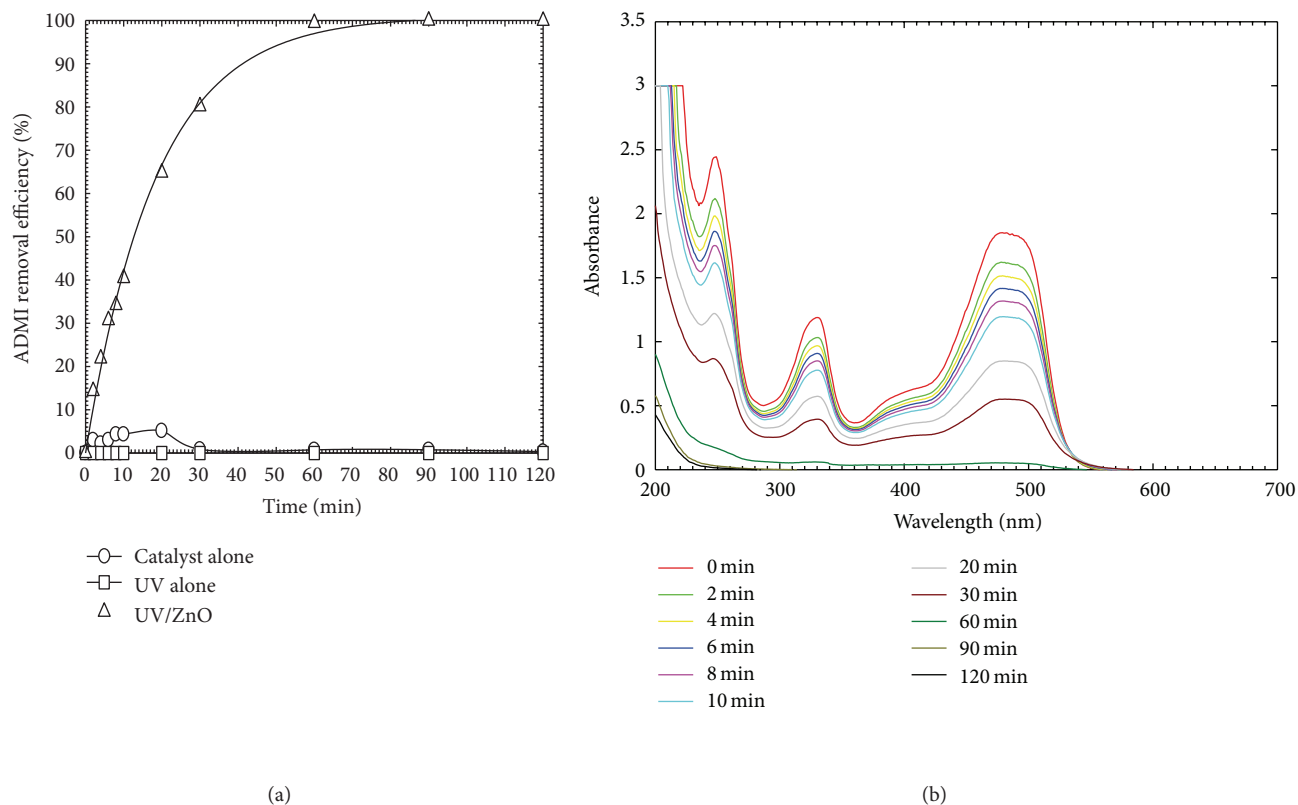 100
90
80
70
60
50
40
30
20
10
0
ADMI removal efficiency (%)
0 10 20 30 40 50 60 70 80 90 100 110 120
Time (min)
Catalyst alone
UV alone
UV/ZnO
(a)
3.5
3
2.5
2
1.5
1
0.5
0
Absorbance
200 300 400 500 600 700
Wavelength (nm)
0 min
2 min
4 min
6 min
8 min
10 min
20 min
30 min
60 min
90 min
120 min
(b)